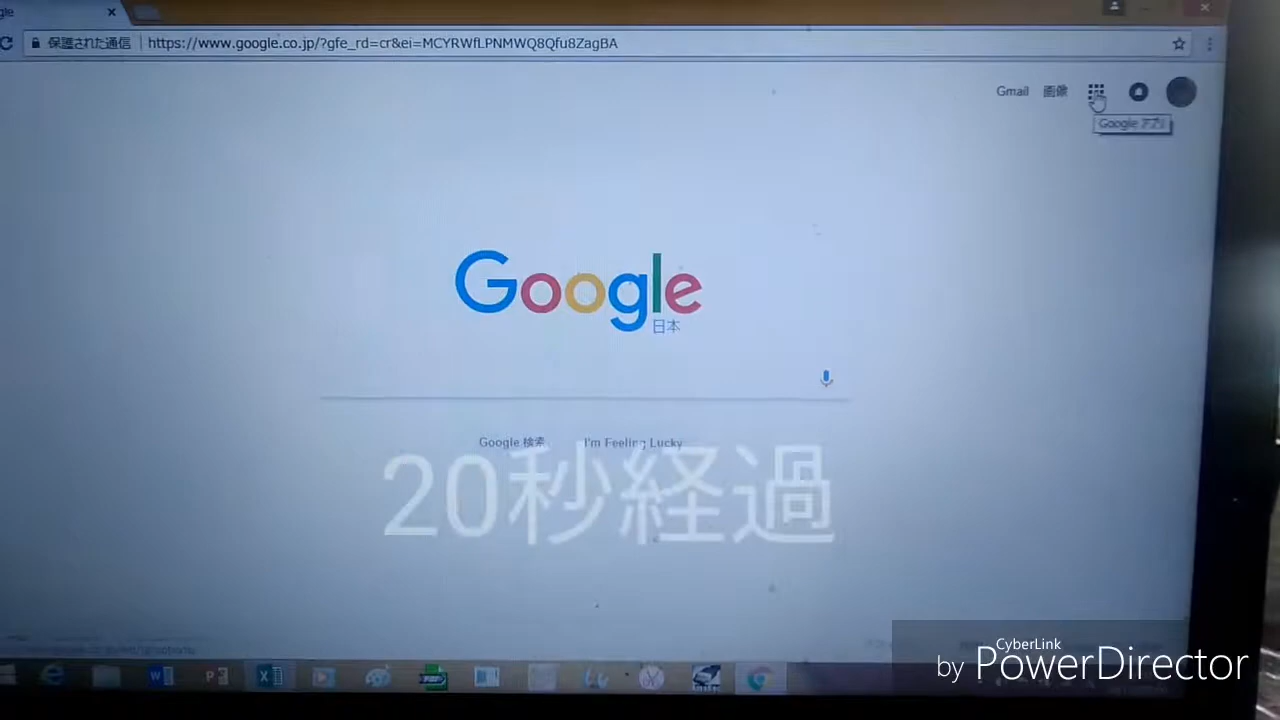 gle
保護された通信 https://www.google.co.jp/?gfe_rd=cr&ei=MCYRWfLPNMWQ8Qfu8ZagBA
Gmail 画像
Google アプリ
Google
日本
Google 検索 I'm Feeling Lucky
20秒経過
CyberLink
by PowerDirector